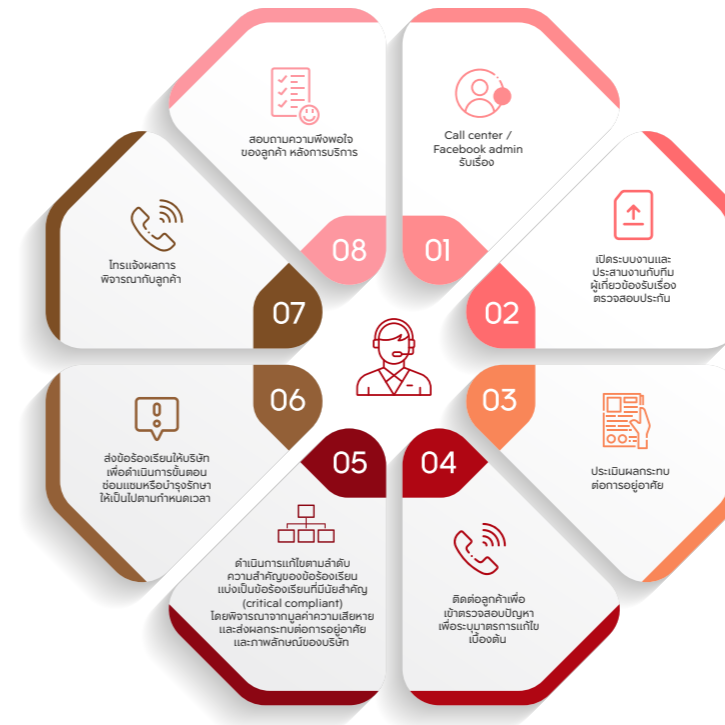 01
Call center /
Facebook admin
รับเรื่อง
02
เปิดระบบงานและ
ประสานงานกับทีม
ผู้เกี่ยวข้องรับเรื่อง
ตรวจสอบประกัน
03
ประเมินผลกระทบ
ต่อการอยู่อาศัย
04
ติดต่อลูกค้าเพื่อ
เข้าตรวจสอบปัญหา
เพื่อระบุมาตรการแก้ไข
เบื้องต้น
05
ดำเนินการแก้ไขตามลำดับ
ความสำคัญของข้อร้องเรียน
แบ่งเป็นข้อร้องเรียนที่มีนัยสำคัญ
(critical compliant)
โดยพิจารณาจากมูลค่าความเสียหาย
และส่งผลกระทบต่อการอยู่อาศัย
และภาพลักษณ์ของบริษัท
06
ส่งข้อร้องเรียนให้บริษัท
เพื่อดำเนินการขั้นตอน
ซ่อมแซมหรือบำรุงรักษา
ให้เป็นไปตามกำหนดเวลา
07
โทรแจ้งผลการ
พิจารณากับลูกค้า
08
สอบถามความพึงพอใจ
ของลูกค้า หลังการบริการ